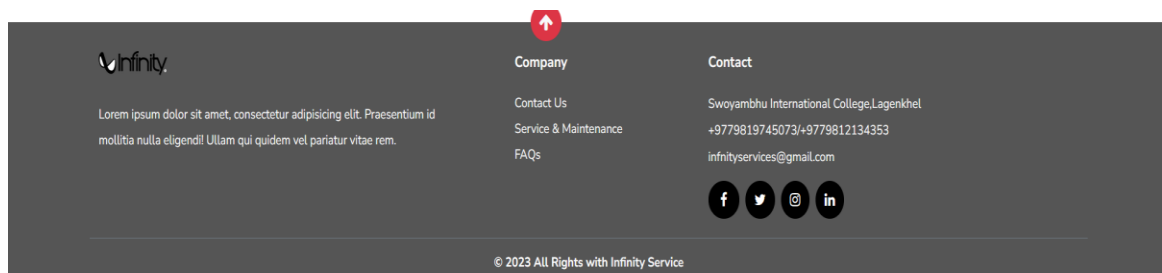 Infinity
Lorem ipsum dolor sit amet, consectetur adipisicing elit. Praesentium id
mollitia nulla eligendi! Ullam qui quidem vel pariatur vitae rem.
Company
Contact Us
Service & Maintenance
FAQs
Contact
Swoyambhu International College,Lagenkhel
+9779819745073/+9779812134353
infnityservices@gmail.com
f
in
© 2023 All Rights with Infinity Service